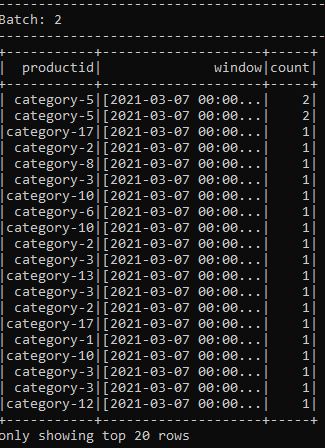 Batch: 2
+-----------+--------------------+-----+
|  productid|              window|count|
+-----------+--------------------+-----+
| category-5|[2021-03-07 00:00...|    2|
| category-5|[2021-03-07 00:00...|    2|
|category-17|[2021-03-07 00:00...|    1|
| category-2|[2021-03-07 00:00...|    1|
| category-8|[2021-03-07 00:00...|    1|
| category-3|[2021-03-07 00:00...|    1|
|category-10|[2021-03-07 00:00...|    1|
| category-6|[2021-03-07 00:00...|    1|
|category-10|[2021-03-07 00:00...|    1|
| category-2|[2021-03-07 00:00...|    1|
| category-3|[2021-03-07 00:00...|    1|
|category-13|[2021-03-07 00:00...|    1|
| category-3|[2021-03-07 00:00...|    1|
| category-2|[2021-03-07 00:00...|    1|
|category-17|[2021-03-07 00:00...|    1|
| category-1|[2021-03-07 00:00...|    1|
|category-10|[2021-03-07 00:00...|    1|
| category-3|[2021-03-07 00:00...|    1|
| category-3|[2021-03-07 00:00...|    1|
|category-12|[2021-03-07 00:00...|    1|
+-----------+--------------------+-----+
only showing top 20 rows